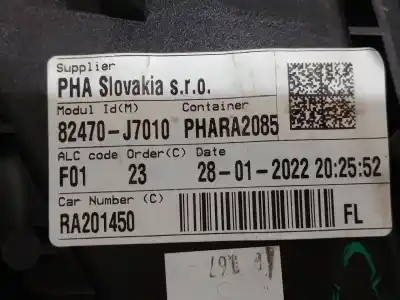 Supplier
PHA Slovakia s.r.o.
Modul Id(M) Container
82470-J7010 PHARA2085
ALC code Order(C) Date
F01 23 28-01-2022 20:25:52
Car Number (C)
RA201450 FL